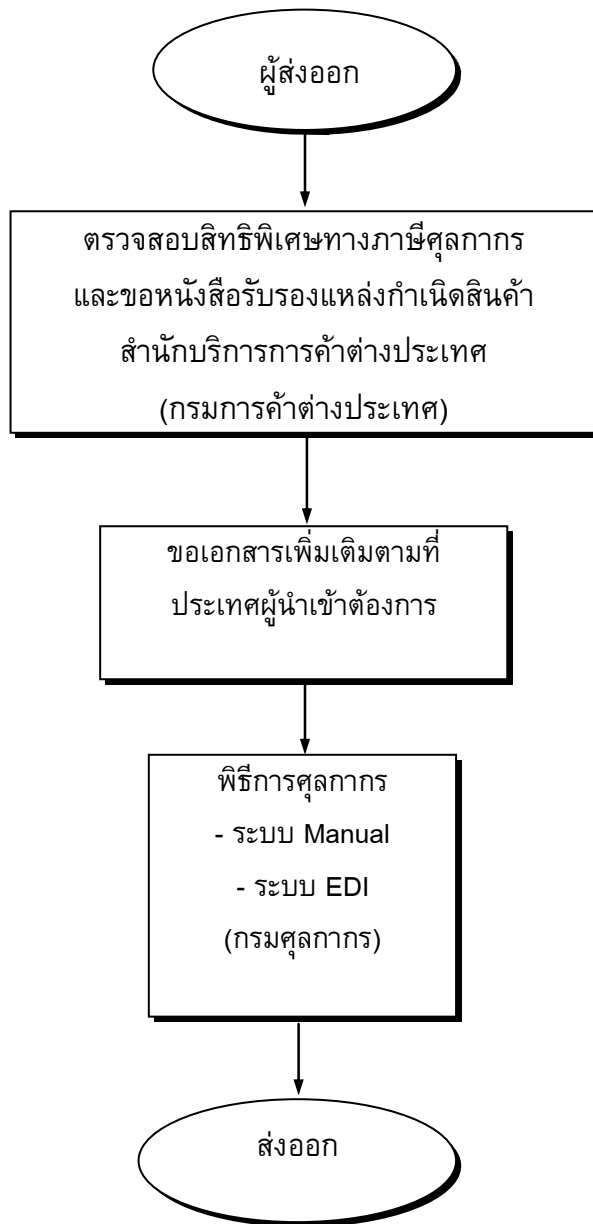 ผู้ส่งออก
ตรวจสอบสิทธิพิเศษทางภาษีศุลกากร
และขอหนังสือรับรองแหล่งกำเนิดสินค้า
สำนักบริการการค้าต่างประเทศ
(กรมการค้าต่างประเทศ)
ขอเอกสารเพิ่มเติมตามที่
ประเทศผู้นำเข้าต้องการ
พิธีการศุลกากร
- ระบบ Manual
- ระบบ EDI
(กรมศุลกากร)
ส่งออก